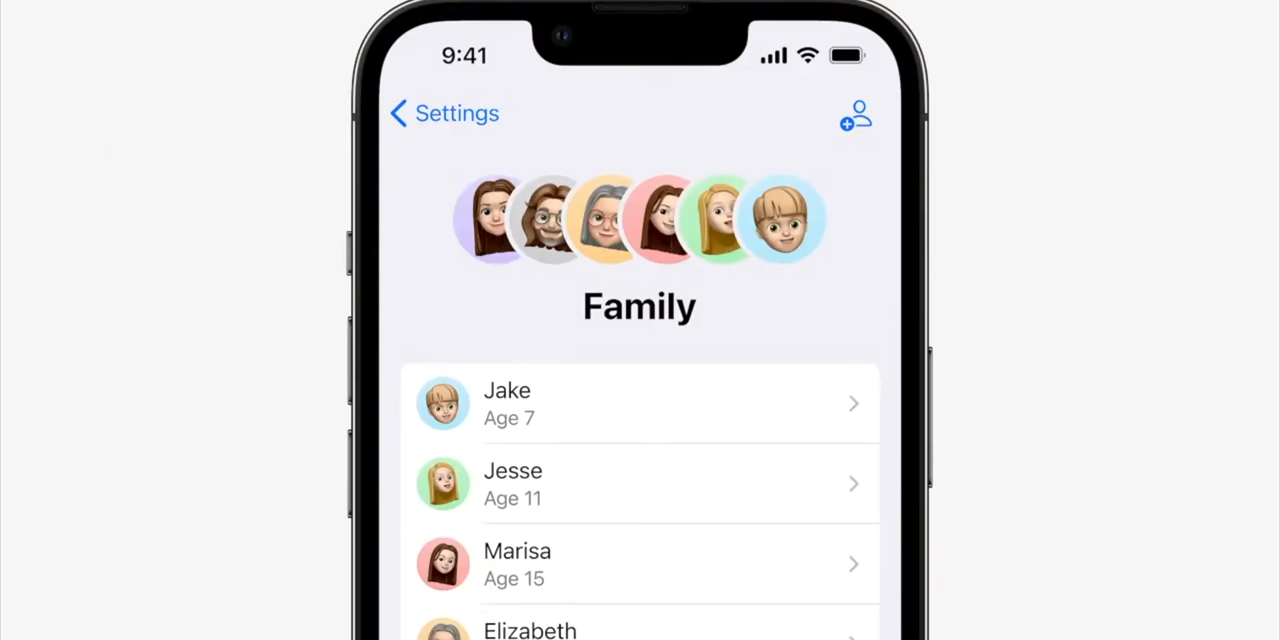 9:41
Settings
Family
Jake
Age 7
Jesse
Age 11
Marisa
Age 15
Elizabeth